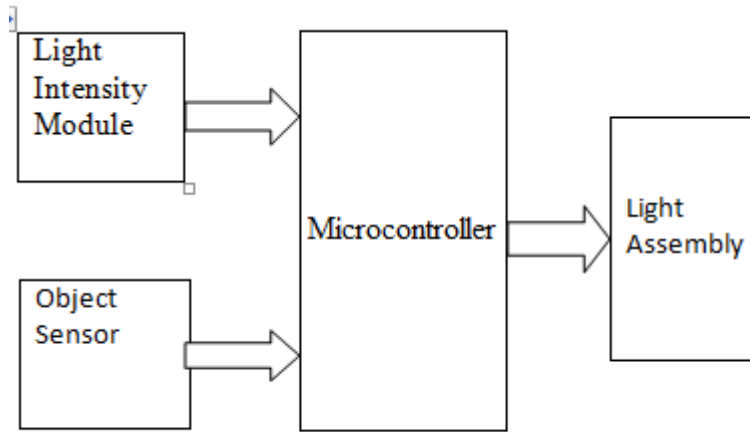 Light
Intensity
Module
Microcontroller
Light
Assembly
Object
Sensor